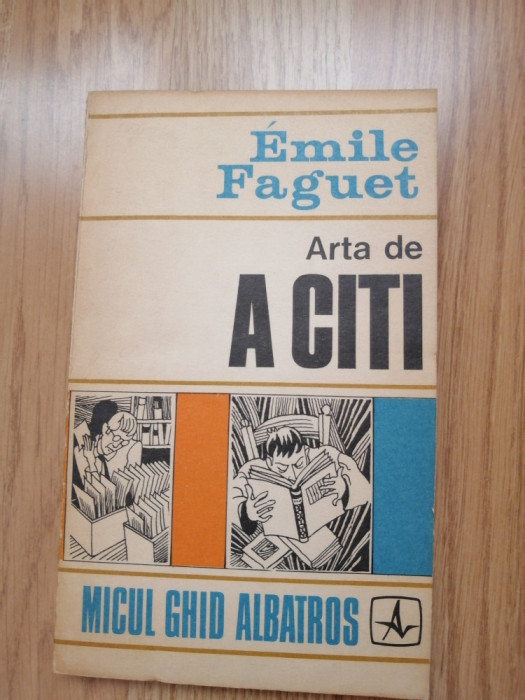 Émile
Faguet
Arta de
A CITI
MICUL GHID ALBATROS